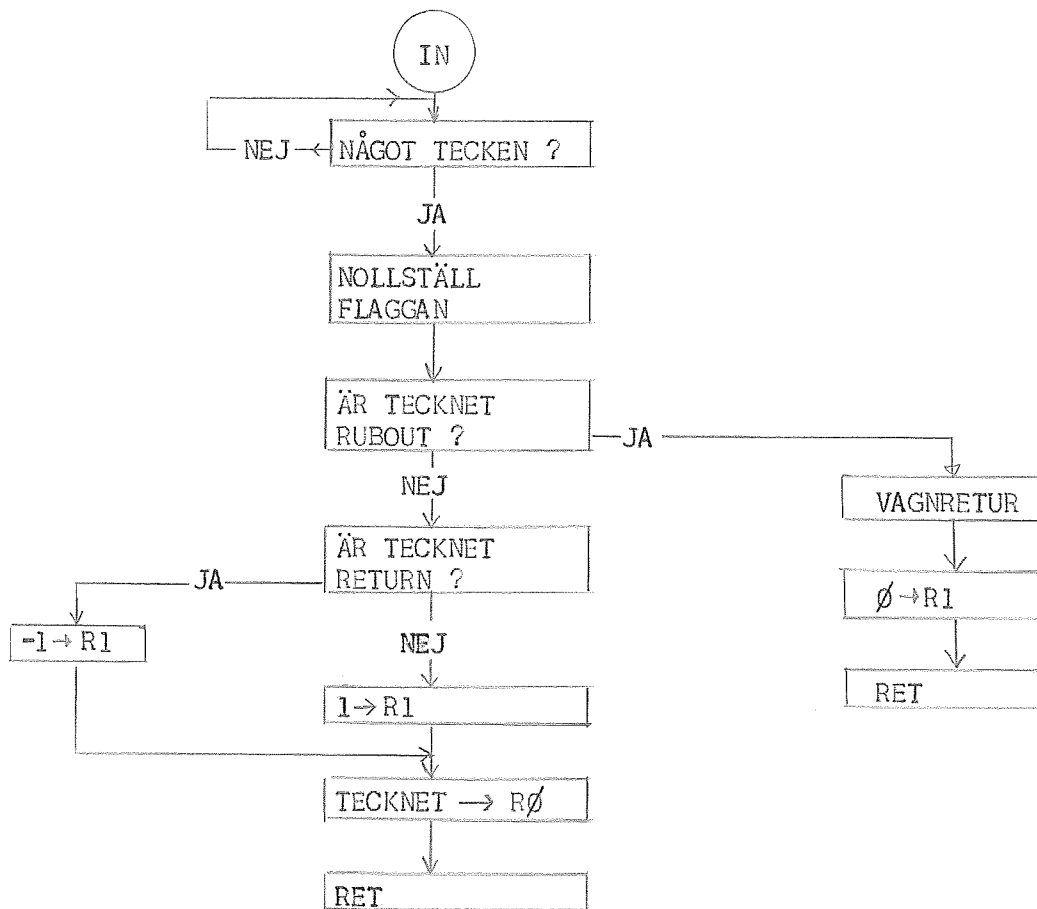 IN
NEJ
NÅGOT TECKEN ?
JA
NOLLSTÄLL
FLAGGAN
ÄR TECKNET
RUBOUT ?
JA
NEJ
VAGNRETUR
ÄR TECKNET
RETURN ?
JA
Ø→R1
-1→R1
NEJ
RET
1→R1
TECKNET → RØ
RET